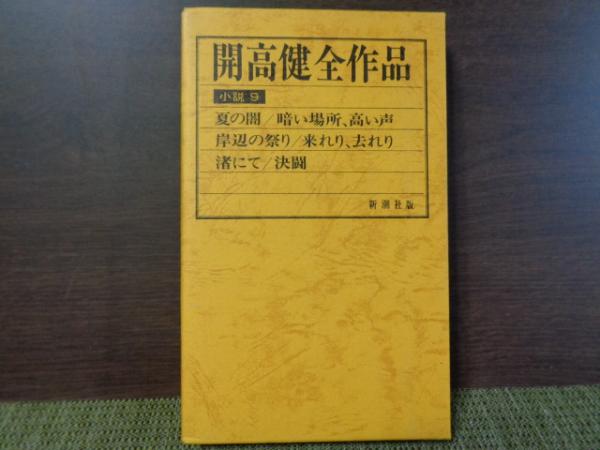 開高健全作品
小説 9
夏の闇/暗い場所、高い声
岸辺の祭り/来れり、去れり
渚にて/決闘
新潮社版